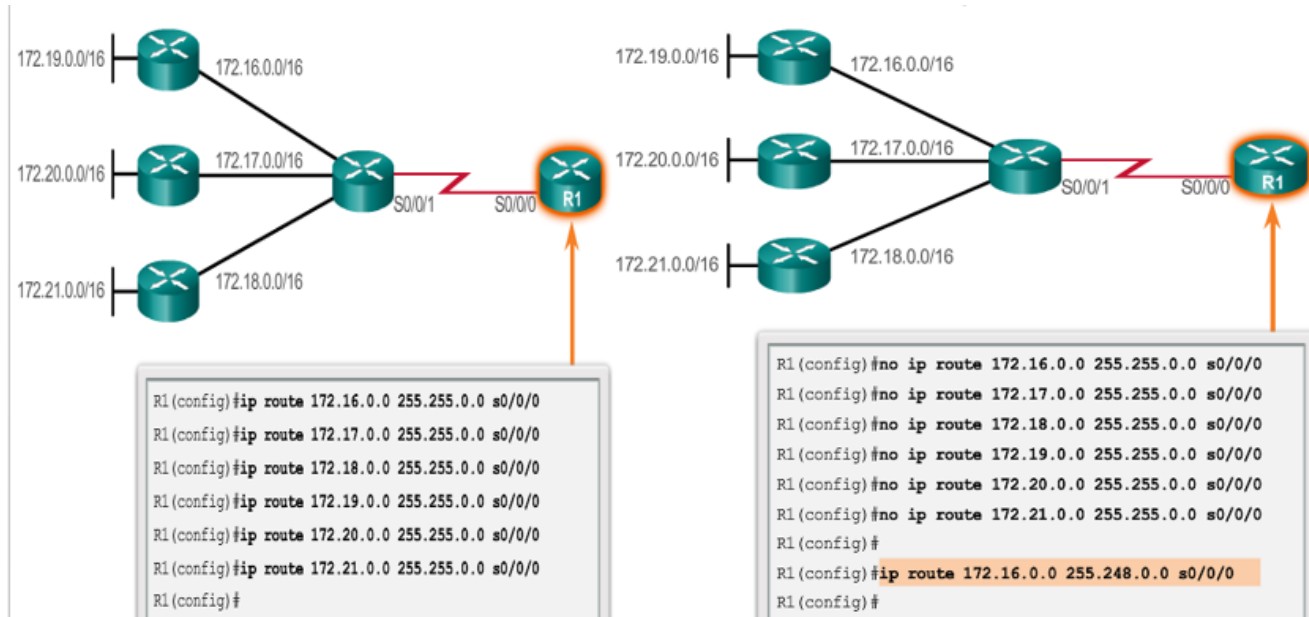 172.19.0.0/16
172.16.0.0/16
172.20.0.0/16
172.17.0.0/16
S0/0/1
S0/0/0
R1
172.21.0.0/16
172.18.0.0/16
R1(config)#ip route 172.16.0.0 255.255.0.0 s0/0/0
R1(config)#ip route 172.17.0.0 255.255.0.0 s0/0/0
R1(config)#ip route 172.18.0.0 255.255.0.0 s0/0/0
R1(config)#ip route 172.19.0.0 255.255.0.0 s0/0/0
R1(config)#ip route 172.20.0.0 255.255.0.0 s0/0/0
R1(config)#ip route 172.21.0.0 255.255.0.0 s0/0/0
R1(config)#
172.19.0.0/16
172.16.0.0/16
172.20.0.0/16
172.17.0.0/16
S0/0/1
S0/0/0
R1
172.21.0.0/16
172.18.0.0/16
R1(config)#no ip route 172.16.0.0 255.255.0.0 s0/0/0
R1(config)#no ip route 172.17.0.0 255.255.0.0 s0/0/0
R1(config)#no ip route 172.18.0.0 255.255.0.0 s0/0/0
R1(config)#no ip route 172.19.0.0 255.255.0.0 s0/0/0
R1(config)#no ip route 172.20.0.0 255.255.0.0 s0/0/0
R1(config)#no ip route 172.21.0.0 255.255.0.0 s0/0/0
R1(config)#
R1(config)#ip route 172.16.0.0 255.248.0.0 s0/0/0
R1(config)#